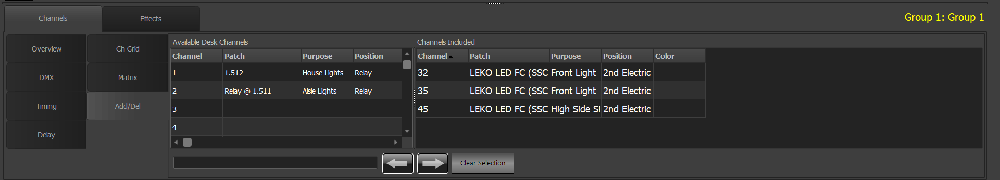 Channels Effects Group 1: Group 1
Available Desk Channels Channels Included
Overview Ch Grid
Channel Patch Purpose Position Channel Patch Purpose Position Color
1 1.512 House Lights Relay 32 LEKO LED FC (SSC Front Light 2nd Electric
DMX Matrix
2 Relay @ 1.511 Aisle Lights Relay 35 LEKO LED FC (SSC Front Light 2nd Electric
Timing Add/Del
3 45 LEKO LED FC (SSC High Side Sl 2nd Electric
4
Delay
Clear Selection